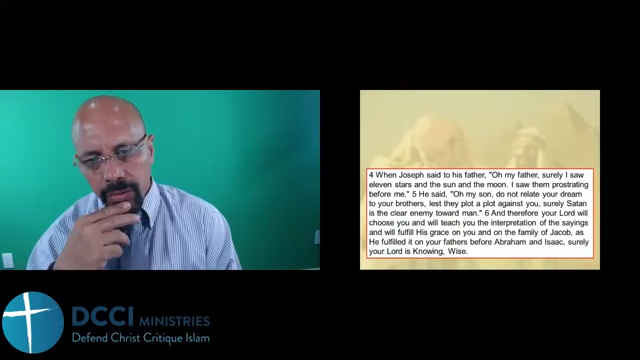 4 When Joseph said to his father, "Oh my father, surely I saw
eleven stars and the sun and the moon. I saw them prostrating
before me." 5 He said, "Oh my son, do not relate your dream
to your brothers, lest they plot a plot against you, surely Satan
is the clear enemy toward man." 6 And therefore your Lord will
choose you and will teach you the interpretation of the sayings
and will fulfill His grace on you and on the family of Jacob, as
He fulfilled it on your fathers before Abraham and Isaac, surely
your Lord is Knowing, Wise.
DCCI MINISTRIES
Defend Christ Critique Islam